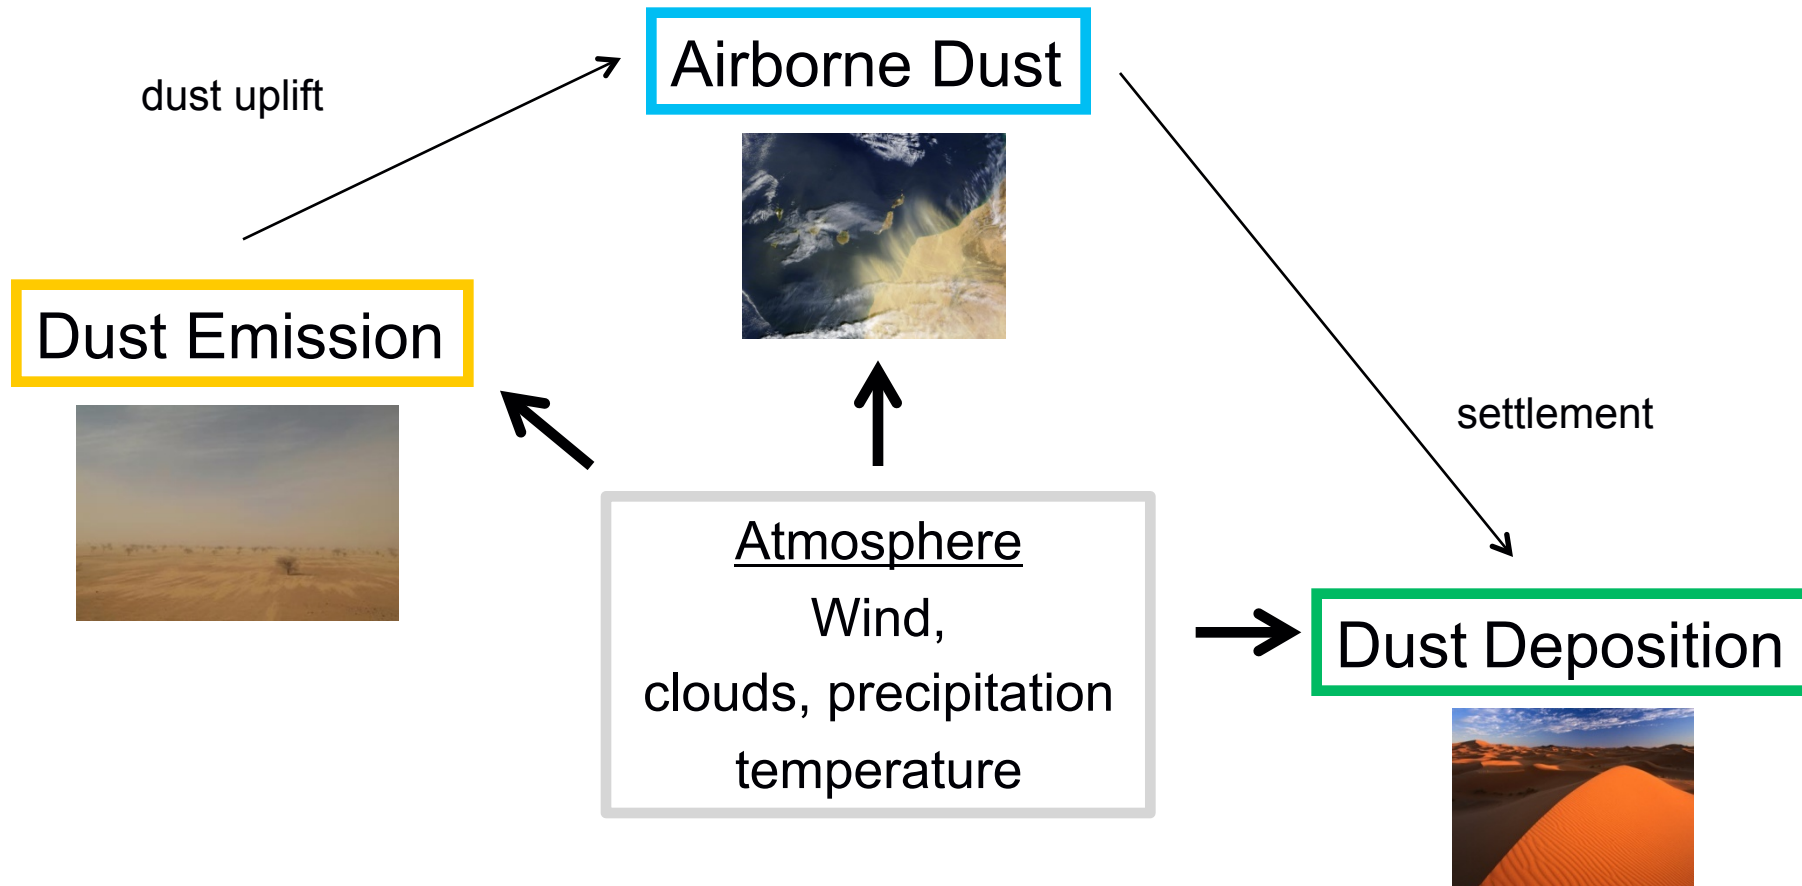 Airborne Dust
dust uplift
Dust Emission
settlement
Atmosphere
Wind,
clouds, precipitation
temperature
Dust Deposition